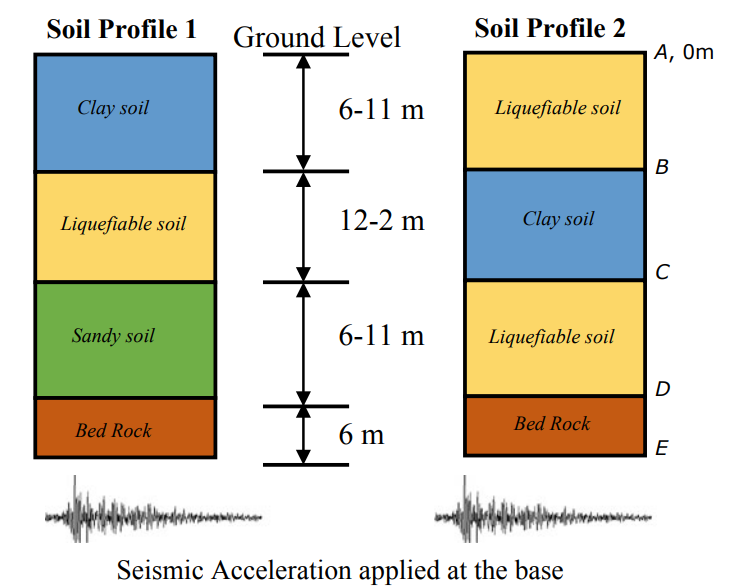 Soil Profile 1
Ground Level
Soil Profile 2
A, 0m
Clay soil
6-11 m
Liquefiable soil
B
Liquefiable soil
12-2 m
Clay soil
C
Sandy soil
6-11 m
Liquefiable soil
D
Bed Rock
6 m
Bed Rock
E
Seismic Acceleration applied at the base